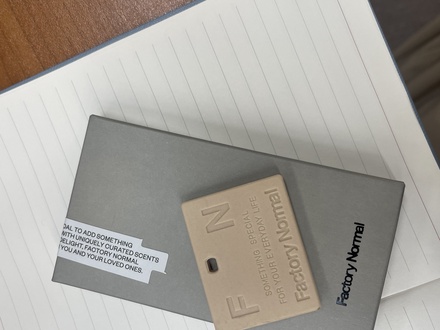 OAL TO ADD SOMETHING
WITH UNIQUELY CURATED SCENTS
DELIGHT. FACTORY NORMAL
YOU AND YOUR LOVED ONES.
F N
SOMETHING SPECIAL
FOR YOUR EVERYDAY LIFE
Factory Normal
Factory Normal